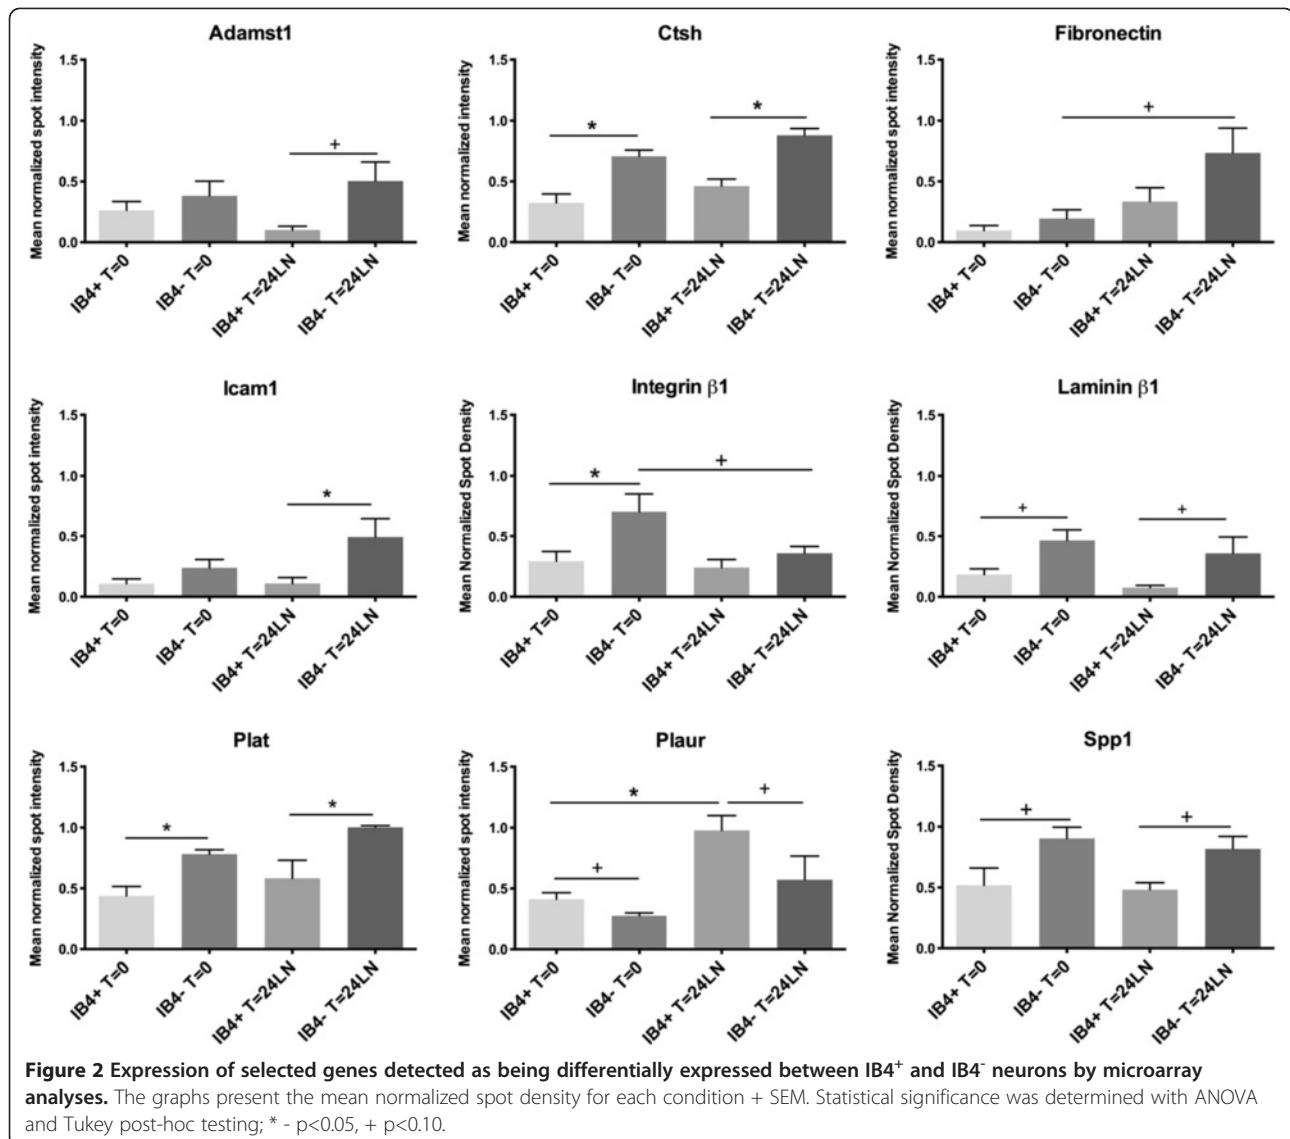 Adamst1
Mean normalized spot intensity
1.5
1.0
0.5
0.0
+
IB4+ T=0
IB4- T=0
IB4+ T=24LN
IB4- T=24LN
Ctsh
Mean normalized intensity
1.5
1.0
0.5
0.0
*
*
IB4+ T=0
IB4- T=0
IB4+ T=24LN
IB4- T=24LN
Fibronectin
Mean normalized spot intensity
1.5
1.0
0.5
0.0
+
IB4+ T=0
IB4- T=0
IB4+ T=24LN
IB4- T=24LN
Icam1
Mean normalized spot intensity
1.5
1.0
0.5
0.0
*
IB4+ T=0
IB4- T=0
IB4+ T=24LN
IB4- T=24LN
Integrin β1
Mean Normalized Spot Density
1.5
1.0
0.5
0.0
*
+
IB4+ T=0
IB4- T=0
IB4+ T=24LN
IB4- T=24LN
Laminin β1
Mean Normalized Spot Density
1.5
1.0
0.5
0.0
+
+
IB4+ T=0
IB4- T=0
IB4+ T=24LN
IB4- T=24LN
Plat
Mean normalized spot intensity
1.5
1.0
0.5
0.0
*
*
IB4+ T=0
IB4- T=0
IB4+ T=24LN
IB4- T=24LN
Plaur
Mean normalized spot intensity
1.5
1.0
0.5
0.0
+
*
+
IB4+ T=0
IB4- T=0
IB4+ T=24LN
IB4- T=24LN
Spp1
Mean Normalized Spot Density
1.5
1.0
0.5
0.0
+
+
IB4+ T=0
IB4- T=0
IB4+ T=24LN
IB4- T=24LN
Figure 2 Expression of selected genes detected as being differentially expressed between IB4⁺ and IB4⁻ neurons by microarray
analyses. The graphs present the mean normalized spot density for each condition + SEM. Statistical significance was determined with ANOVA
and Tukey post-hoc testing; * - p<0.05, + p<0.10.